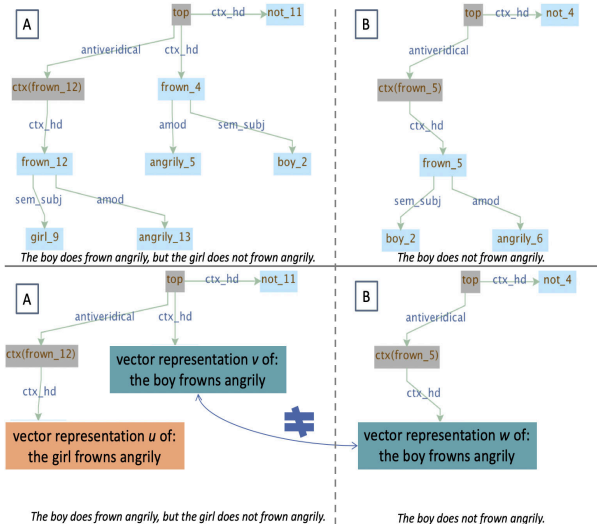 A
top
ctx_hd
not_11
antiveridical
ctx_hd
ctx(frown_12)
frown_4
ctx_hd
amod
sem_subj
frown_12
angrily_5
boy_2
sem_subj
amod
girl_9
angrily_13
The boy does frown angrily, but the girl does not frown angrily.
B
top
ctx_hd
not_4
antiveridical
ctx(frown_5)
ctx_hd
frown_5
sem_subj
amod
boy_2
angrily_6
The boy does not frown angrily.
A
top
ctx_hd
not_11
antiveridical
ctx_hd
ctx(frown_12)
vector representation v of:
the boy frowns angrily
ctx_hd
vector representation u of:
the girl frowns angrily
The boy does frown angrily, but the girl does not frown angrily.
≠
B
top
ctx_hd
not_4
antiveridical
ctx(frown_5)
ctx_hd
vector representation w of:
the boy frowns angrily
The boy does not frown angrily.